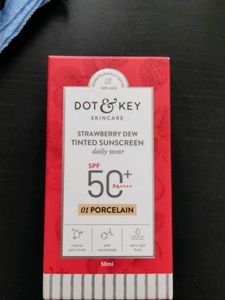 DOT & KEY
SKINCARE
STRAWBERRY DEW
TINTED SUNSCREEN
daily wear
SPF
50+
PA++++
01 PORCELAIN
50ml